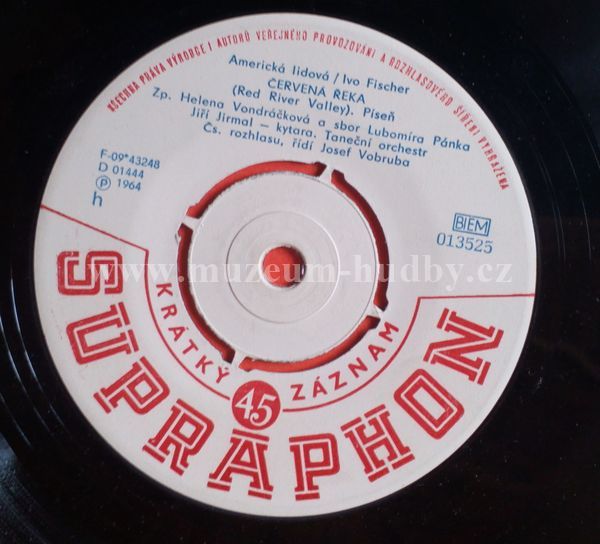 VŠECHNA PRÁVA VÝROBCE I AUTORŮ VEŘEJNÉHO PROVOZOVÁNÍ A ROZHLASOVÉHO ŠÍŘENÍ VYHRAZENA
Americká lidová / Ivo Fischer
ČERVENÁ ŘEKA
(Red River Valley). Píseň
Zp. Helena Vondráčková a sbor Lubomíra Pánka
Jiří Jirmal – kytara. Taneční orchestr
Čs. rozhlasu, řídí Josef Vobruba
F-09*43248
D 01444
Ⓟ 1964
h
BIEM
013525
www.muzeum-hudby.cz
KRÁTKÝ 45 ZÁZNAM
SUPRAPHON